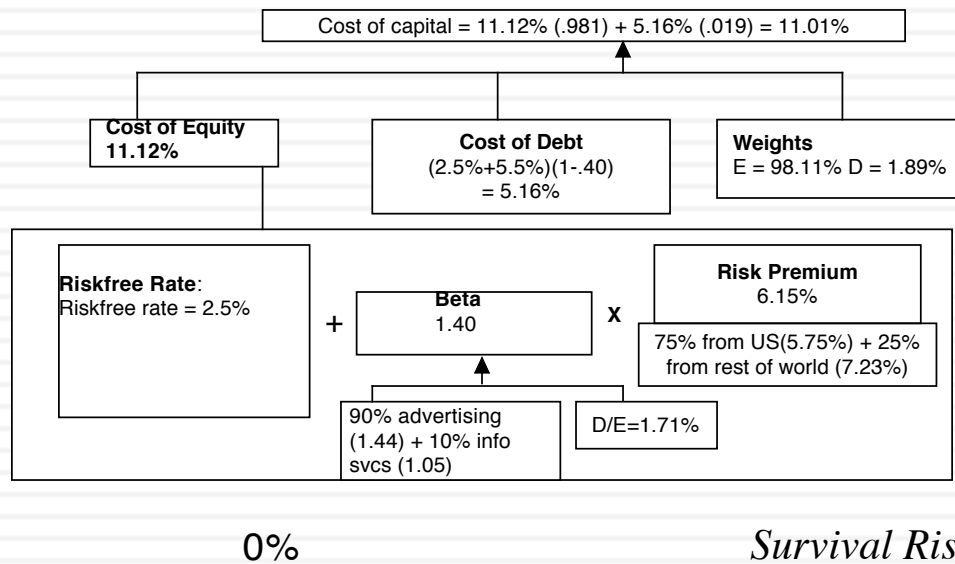 Cost of capital = 11.12% (.981) + 5.16% (.019) = 11.01%
Cost of Equity
11.12%
Cost of Debt
(2.5%+5.5%)(1-.40)
= 5.16%
Weights
E = 98.11% D = 1.89%
Riskfree Rate:
Riskfree rate = 2.5%
+
Beta
1.40
X
Risk Premium
6.15%
75% from US(5.75%) + 25%
from rest of world (7.23%)
90% advertising
(1.44) + 10% info
svcs (1.05)
D/E=1.71%
0%
Survival Ris